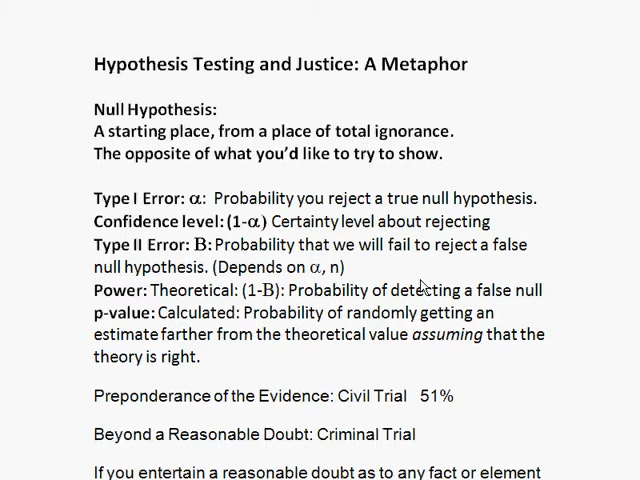 Hypothesis Testing and Justice: A Metaphor
Null Hypothesis:
A starting place, from a place of total ignorance.
The opposite of what you'd like to try to show.
Type I Error: α:  Probability you reject a true null hypothesis.
Confidence level: (1-α) Certainty level about rejecting
Type II Error: Β: Probability that we will fail to reject a false
null hypothesis. (Depends on α, n)
Power: Theoretical: (1-Β): Probability of detecting a false null
p-value: Calculated: Probability of randomly getting an
estimate farther from the theoretical value assuming that the
theory is right.
Preponderance of the Evidence: Civil Trial   51%
Beyond a Reasonable Doubt: Criminal Trial
If you entertain a reasonable doubt as to any fact or element